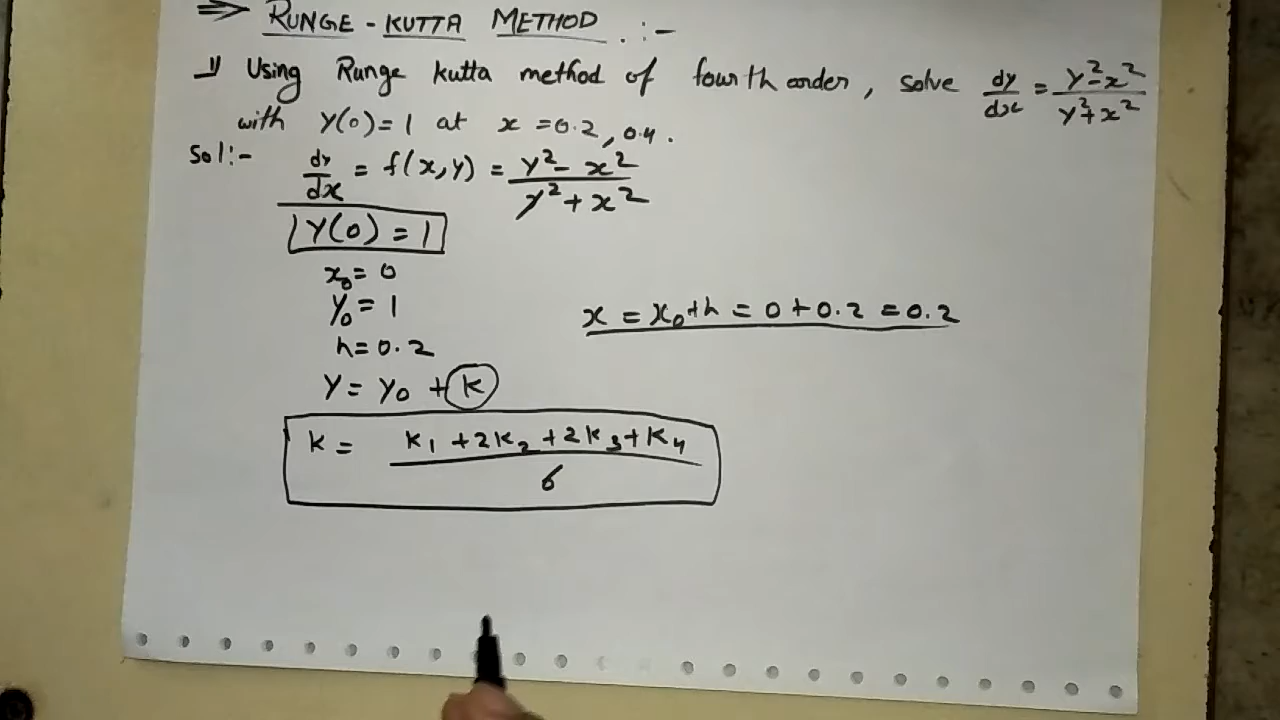 ⇒ RUNGE - KUTTA METHOD . :-
1) Using Runge kutta method of fourth order, solve dy/dx = y²-x²/y²+x²
with y(0)=1 at x=0.2, 0.4.
Sol:- dy/dx = f(x,y) = y²-x²/y²+x²
y(0) = 1
x₀= 0
y₀= 1
x = x₀+h = 0+0.2 = 0.2
h=0.2
y= y₀ + k
k= k₁+2k₂+2k₃+k₄/6